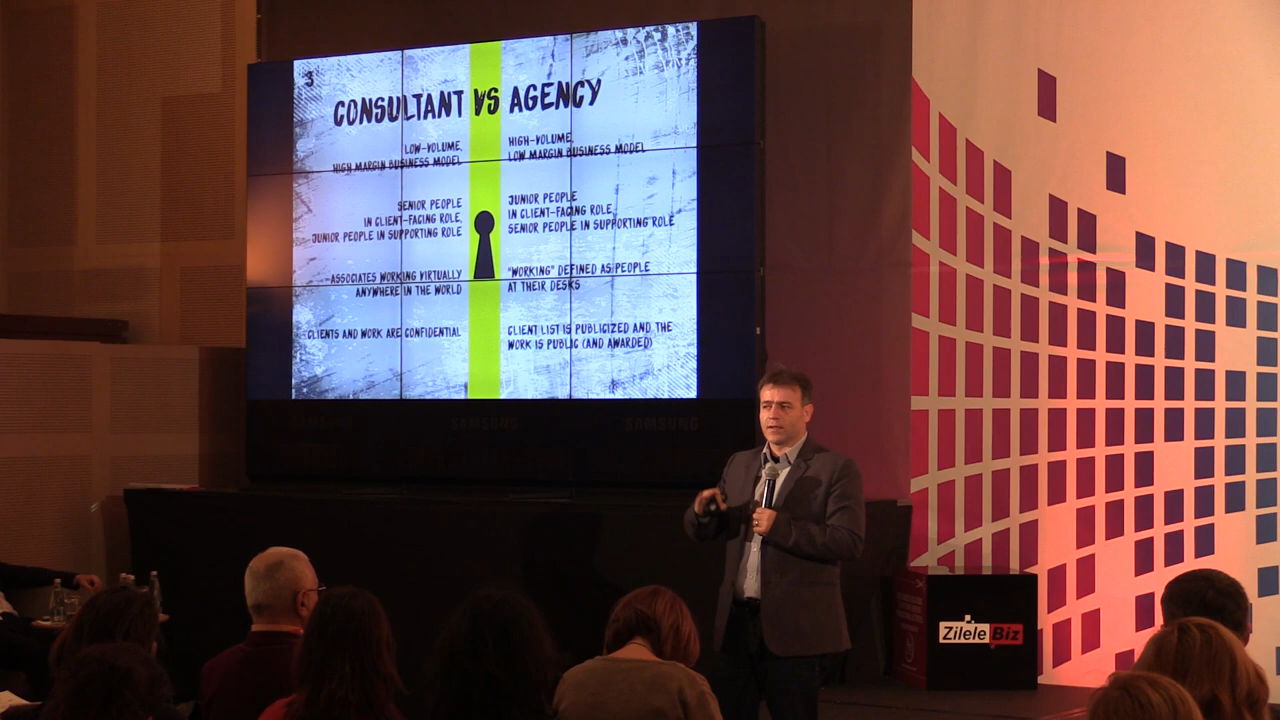 3
CONSULTANT VS AGENCY
LOW-VOLUME,
HIGH MARGIN BUSINESS MODEL
HIGH-VOLUME,
LOW MARGIN BUSINESS MODEL
SENIOR PEOPLE
IN CLIENT-FACING ROLE,
JUNIOR PEOPLE IN SUPPORTING ROLE
JUNIOR PEOPLE
IN CLIENT-FACING ROLE,
SENIOR PEOPLE IN SUPPORTING ROLE
ASSOCIATES WORKING VIRTUALLY
ANYWHERE IN THE WORLD
"WORKING" DEFINED AS PEOPLE
AT THEIR DESKS
CLIENTS AND WORK ARE CONFIDENTIAL
CLIENT LIST IS PUBLICIZED AND THE
WORK IS PUBLIC (AND AWARDED)
SAMSUNG SAMSUNG SAMSUNG
Zilele Biz